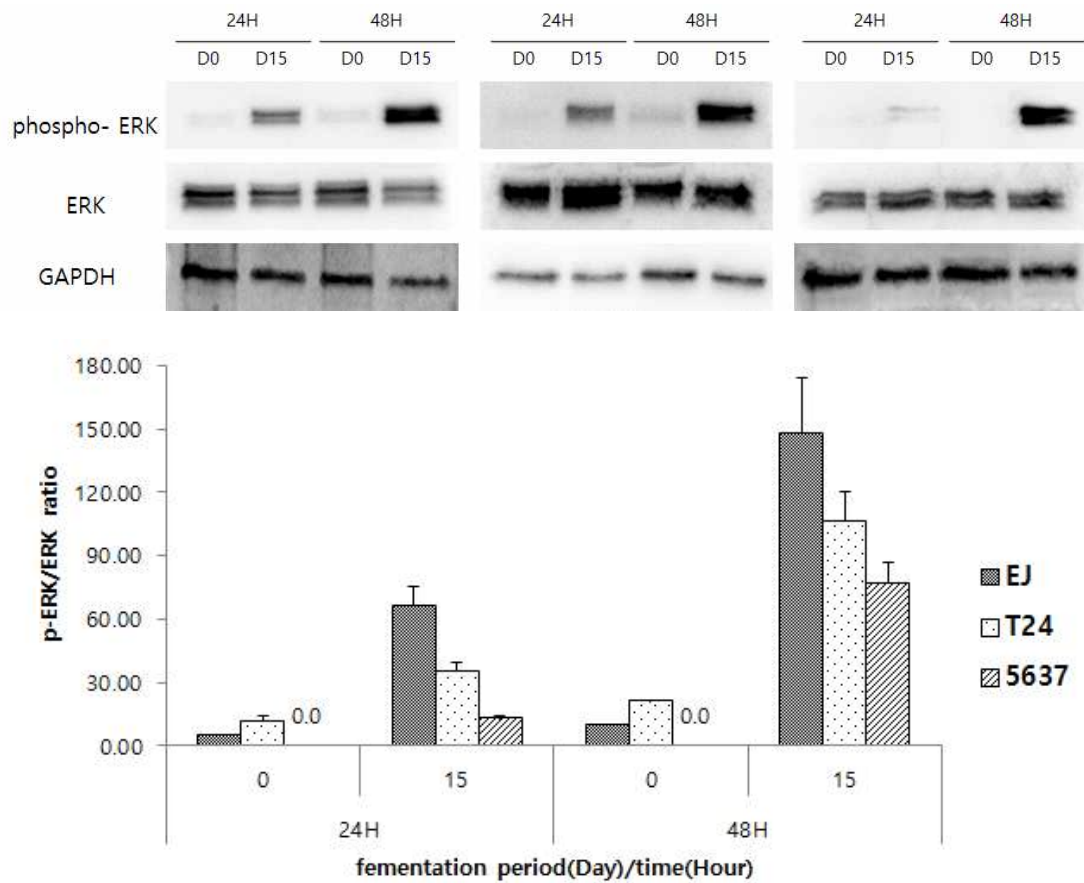 24H 48H 24H 48H 24H 48H
D0 D15 D0 D15 D0 D15 D0 D15 D0 D15 D0 D15
phospho- ERK
ERK
GAPDH
180.00
150.00
120.00
90.00
60.00
30.00
0.00
p-ERK/ERK ratio
0.0 0.0
EJ
T24
5637
0 15 0 15
24H 48H
fementation period(Day)/time(Hour)